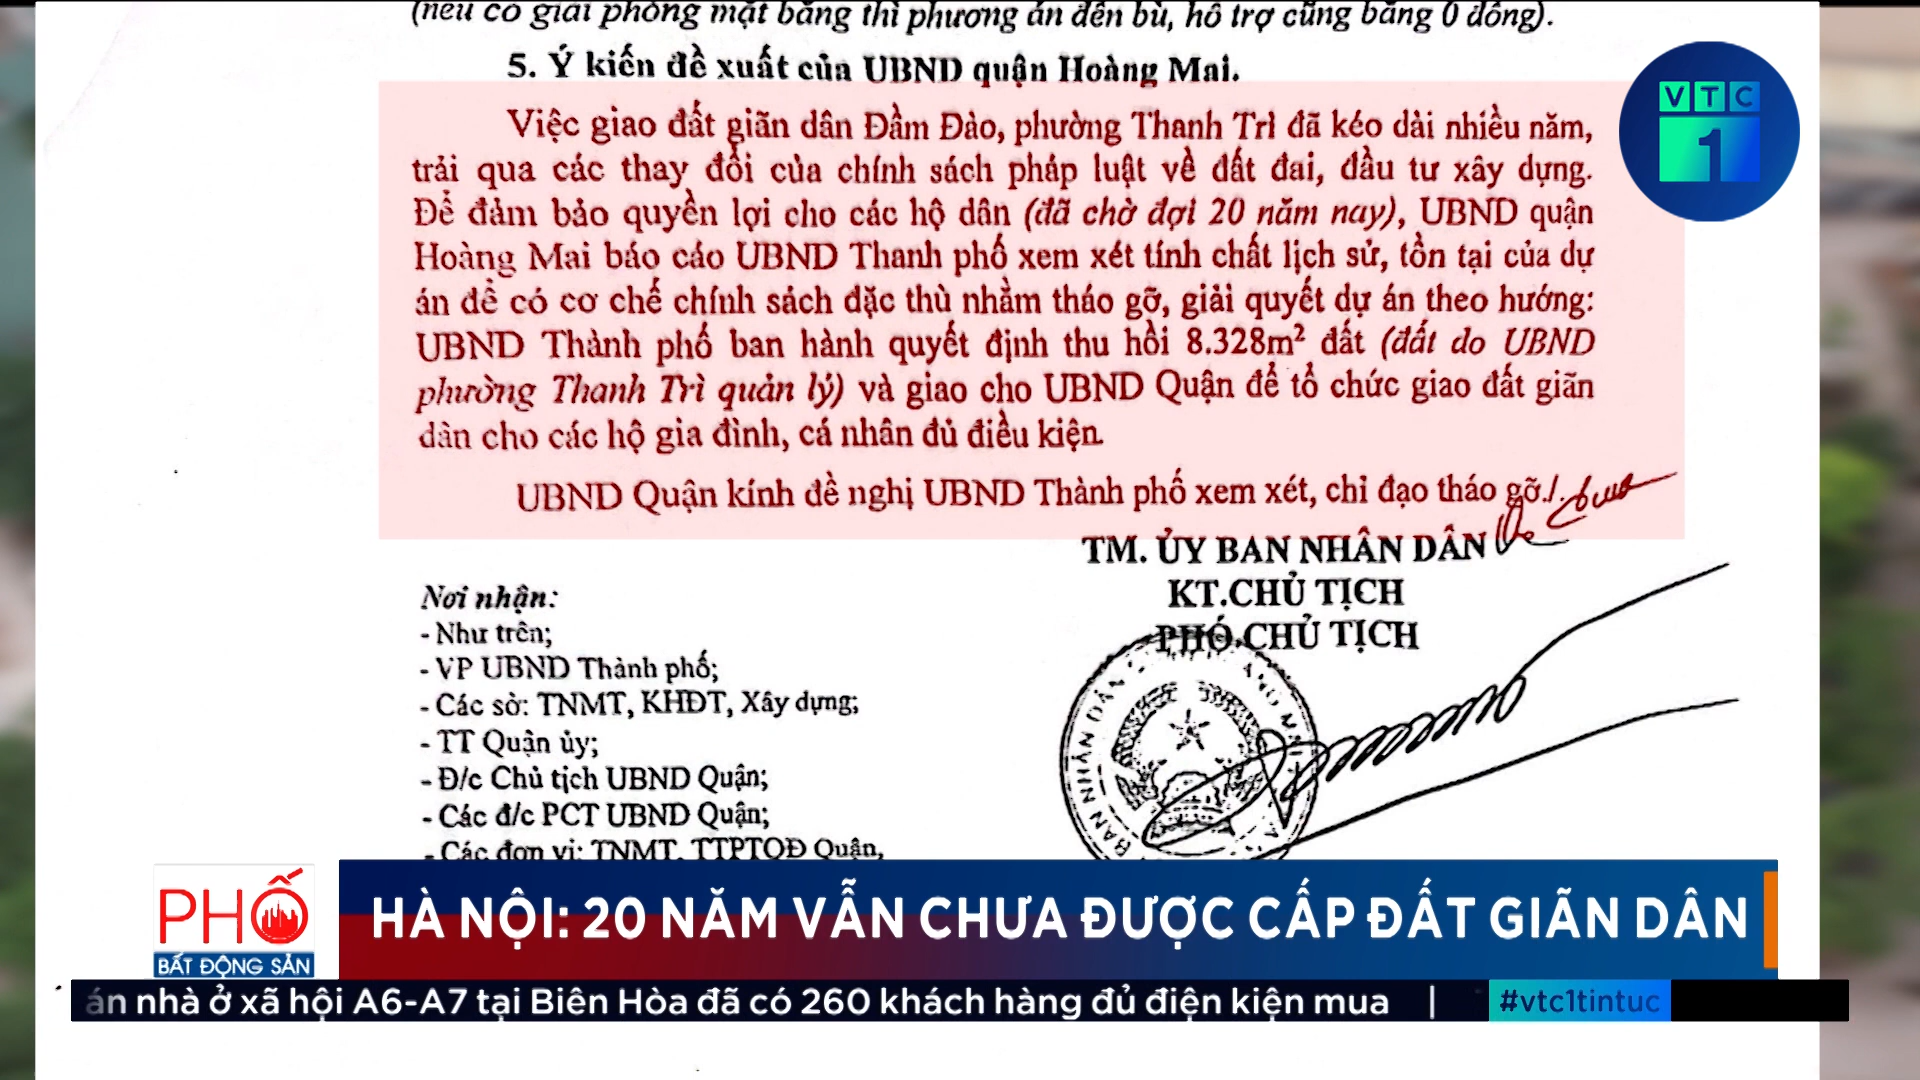 (nếu có giải phóng mặt bằng thì phương án đền bù, hỗ trợ cũng bằng 0 đồng).
5. Ý kiến đề xuất của UBND quận Hoàng Mai.
Việc giao đất giãn dân Đầm Đào, phường Thanh Trì đã kéo dài nhiều năm,
trải qua các thay đổi của chính sách pháp luật về đất đai, đầu tư xây dựng.
Để đảm bảo quyền lợi cho các hộ dân (đã chờ đợi 20 năm nay), UBND quận
Hoàng Mai báo cáo UBND Thanh phố xem xét tính chất lịch sử, tồn tại của dự
án để có cơ chế chính sách đặc thù nhằm tháo gỡ, giải quyết dự án theo hướng:
UBND Thành phố ban hành quyết định thu hồi 8.328m² đất (đất do UBND
phường Thanh Trì quản lý) và giao cho UBND Quận để tổ chức giao đất giãn
dân cho các hộ gia đình, cá nhân đủ điều kiện.
UBND Quận kính đề nghị UBND Thành phố xem xét, chỉ đạo tháo gỡ./.
TM. ỦY BAN NHÂN DÂN
KT.CHỦ TỊCH
PHÓ CHỦ TỊCH
Nơi nhận:
- Như trên;
- VP UBND Thành phố;
- Các sở: TNMT, KHĐT, Xây dựng;
- TT Quận ủy;
- Đ/c Chủ tịch UBND Quận;
- Các đ/c PCT UBND Quận;
- Các đơn vị: TNMT, TTPTQĐ Quận,
BAN NHÂN DÂN
VTC
1
PHỐ
BẤT ĐỘNG SẢN
HÀ NỘI: 20 NĂM VẪN CHƯA ĐƯỢC CẤP ĐẤT GIÃN DÂN
án nhà ở xã hội A6-A7 tại Biên Hòa đã có 260 khách hàng đủ điện kiện mua |
#vtc1tintuc